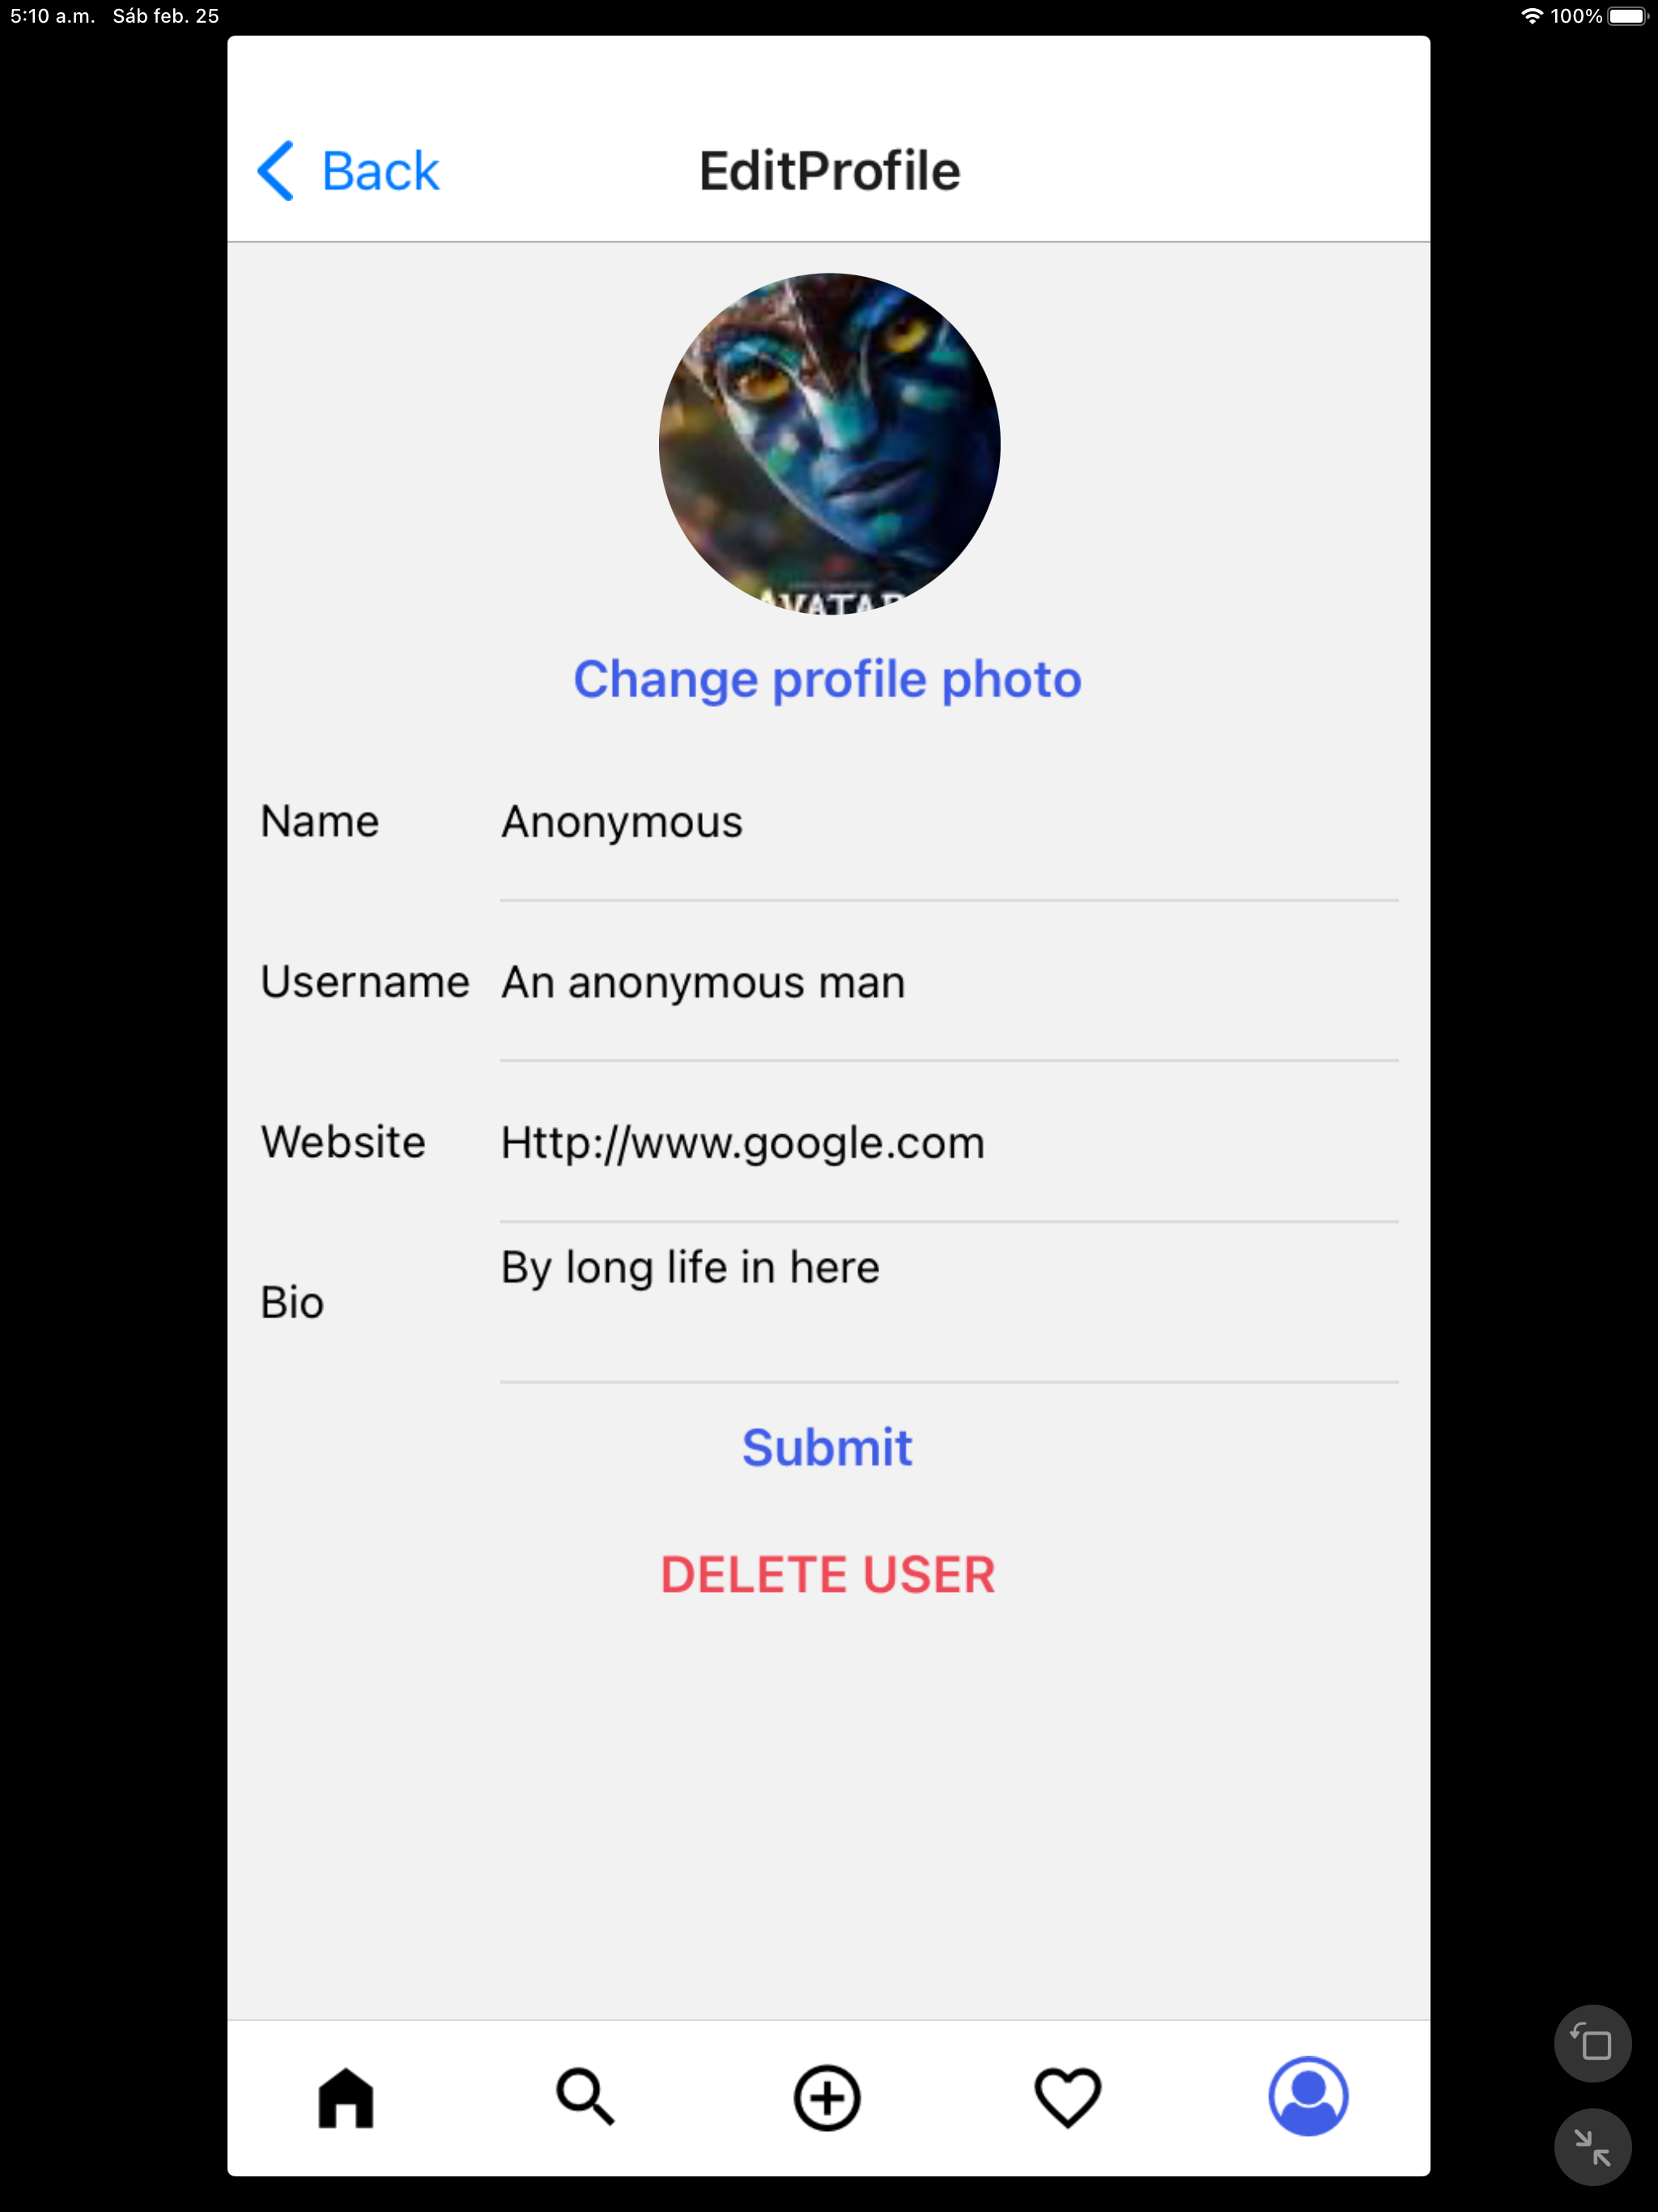 5:10 a.m. Sáb feb. 25 100%
Back EditProfile
AVATAR
Change profile photo
Name Anonymous
Username An anonymous man
Website Http://www.google.com
Bio By long life in here
Submit
DELETE USER